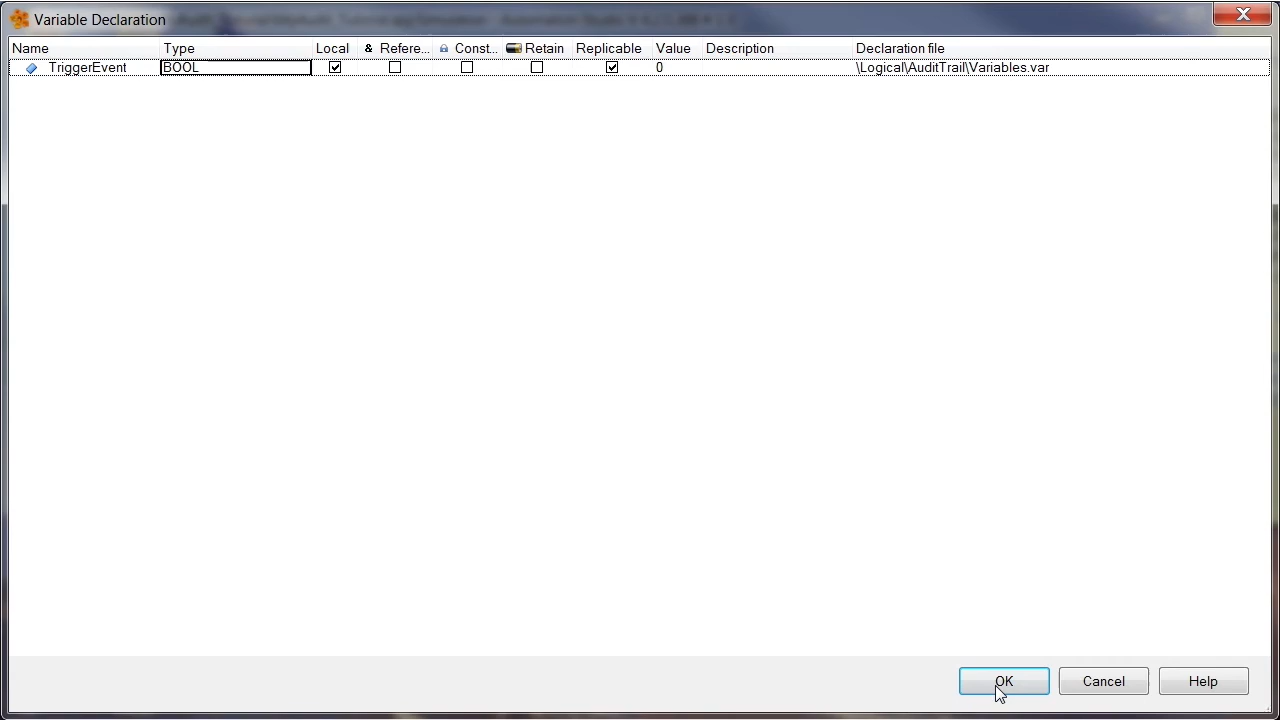 Variable Declaration
Name Type Local & Refere... Const... Retain Replicable Value Description Declaration file
TriggerEvent BOOL 0 \Logical\AuditTrail\Variables.var
OK Cancel Help